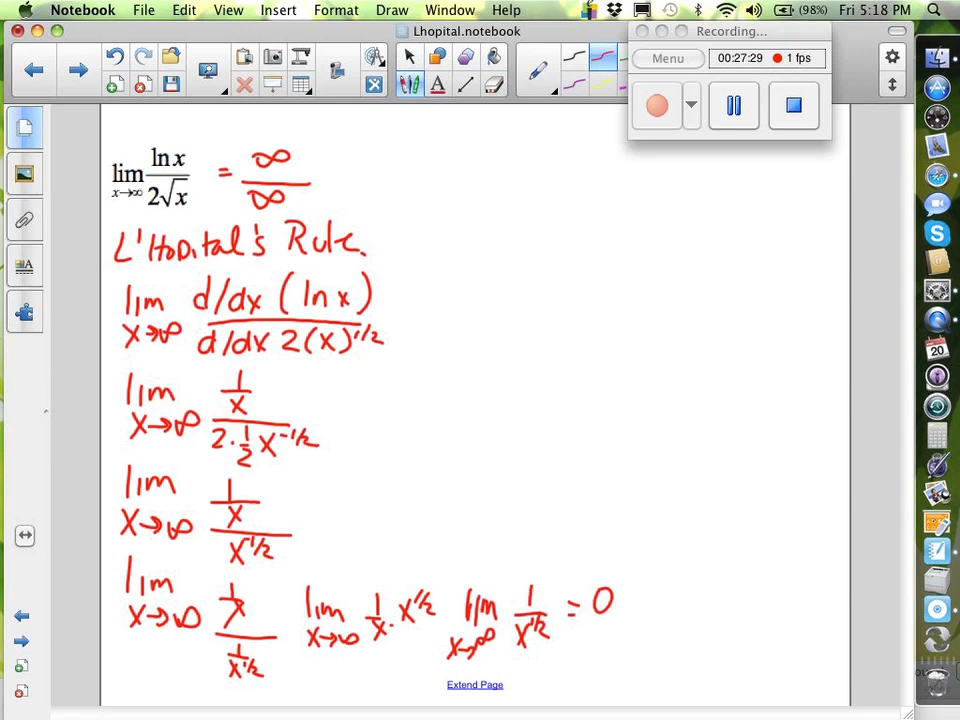 Notebook File Edit View Insert Format Draw Window Help (98%) Fri 5:18 PM
Lhopital.notebook
Recording...
Menu 00:27:29 1 fps
lim x→∞ ln x / 2√x = ∞/∞
L'Hopital's Rule.
lim x→∞ d/dx (ln x) / d/dx 2(x)^1/2
lim x→∞ 1/x / 2·1/2 x^-1/2
lim x→∞ 1/x / x^-1/2
lim x→∞ 1/x / 1/x^1/2 lim x→∞ 1/x · x^1/2 lim x→∞ 1/x^1/2 = 0
Extend Page
20